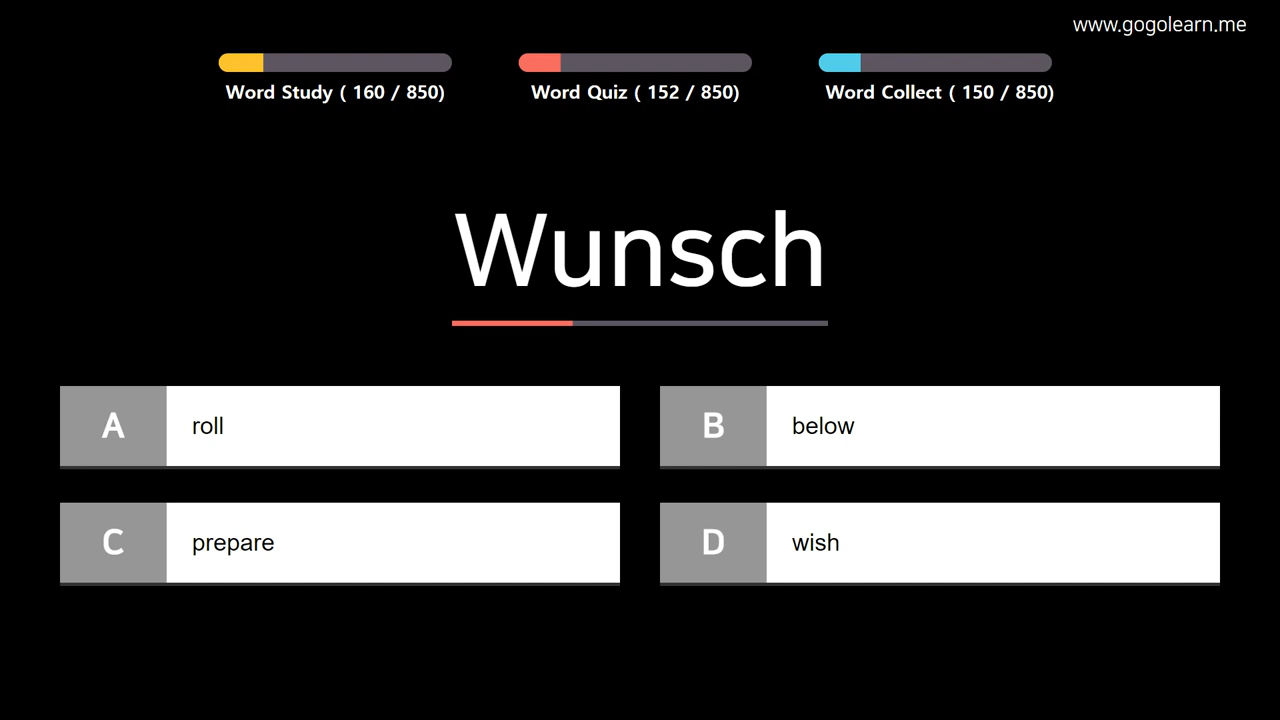 www.gogolearn.me
Word Study ( 160 / 850)
Word Quiz ( 152 / 850)
Word Collect ( 150 / 850)
Wunsch
A roll
B below
C prepare
D wish